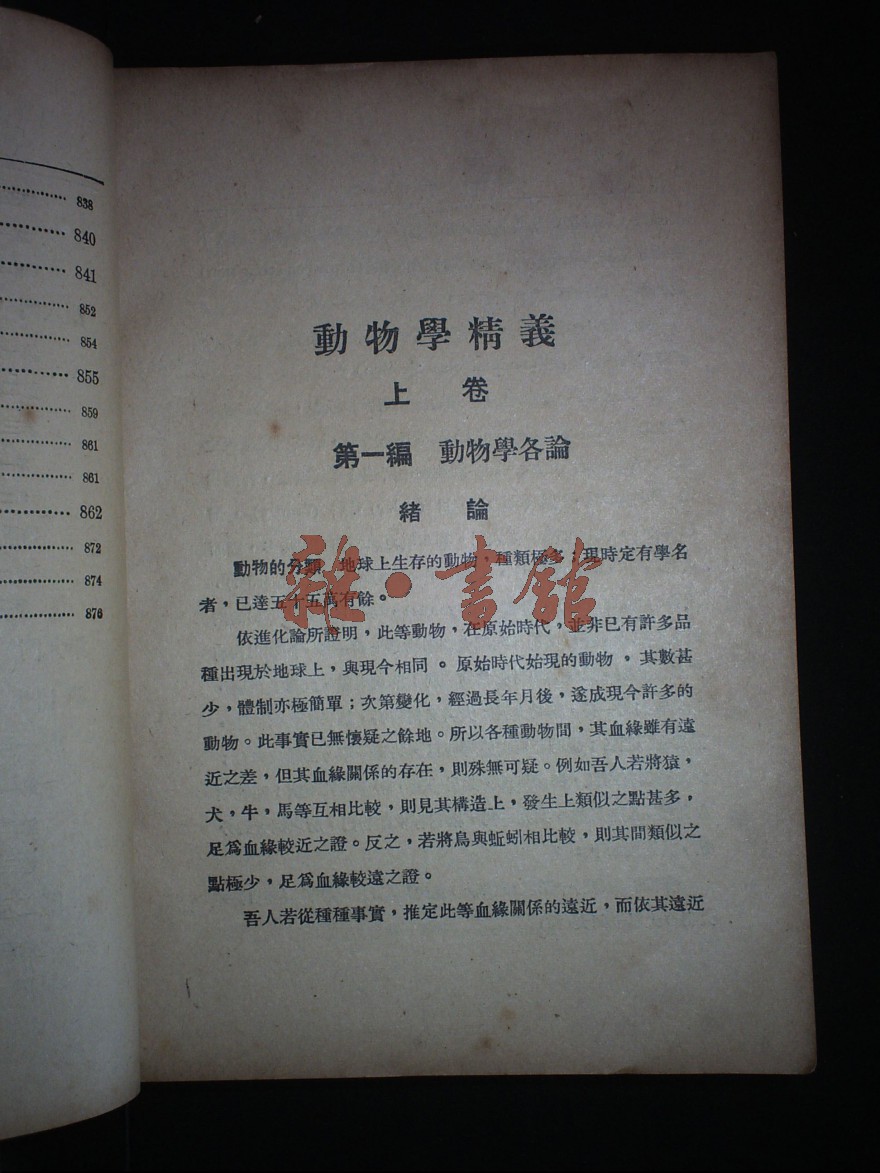 838
840
841
852
854
855
859
861
861
862
872
874
876
動物學精義
上 卷
第一編 動物學各論
緒 論
動物的分類 地球上生存的動物，種類極多；現時定有學名
者，已達五十五萬有餘。
依進化論所證明，此等動物，在原始時代，並非已有許多品
種出現於地球上，與現今相同。原始時代始現的動物，其數甚
少，體制亦極簡單；次第變化，經過長年月後，遂成現今許多的
動物。此事實已無懷疑之餘地。所以各種動物間，其血緣雖有遠
近之差，但其血緣關係的存在，則殊無可疑。例如吾人若將猿，
犬，牛，馬等互相比較，則見其構造上，發生上類似之點甚多，
足爲血緣較近之證。反之，若將鳥與蚯蚓相比較，則其間類似之
點極少，足爲血緣較遠之證。
吾人若從種種事實，推定此等血緣關係的遠近，而依其遠近
雜·書館